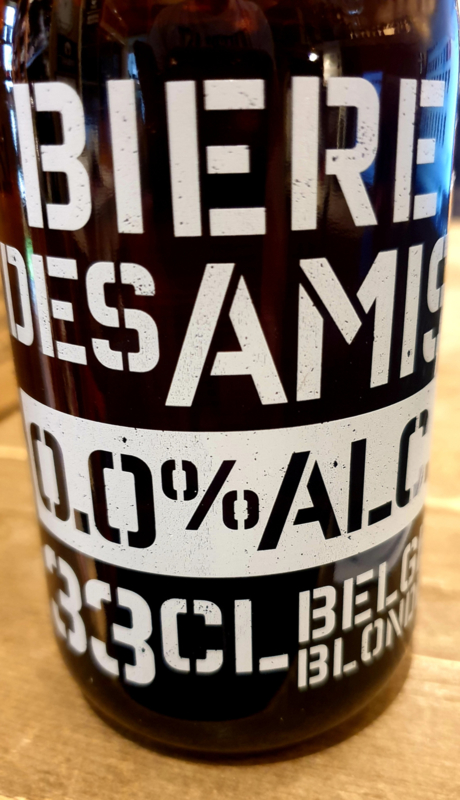 BIERE
DES AMIS
0.0% ALC.
33CL BELG
BLOND